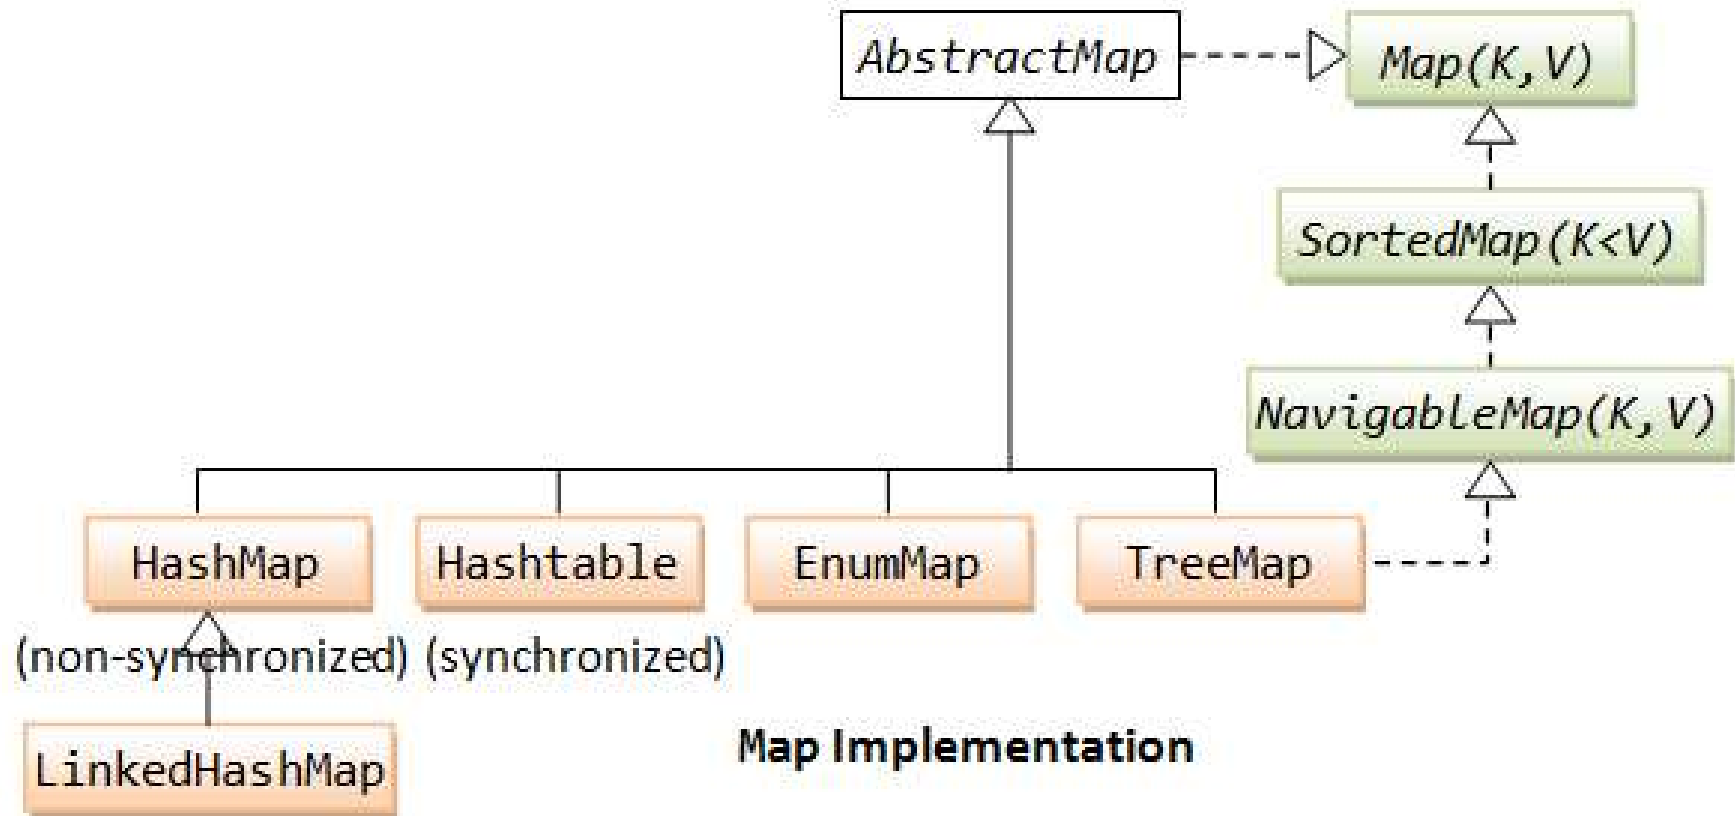 AbstractMap
Map(K,V)
SortedMap(K<V)
NavigableMap(K,V)
HashMap
Hashtable
EnumMap
TreeMap
(non-synchronized)
(synchronized)
LinkedHashMap
Map Implementation